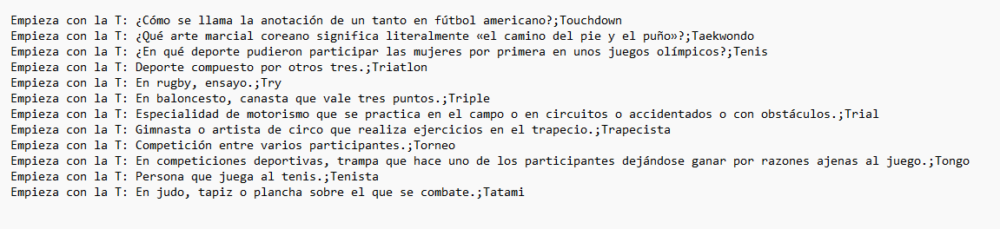 Empieza con la T: ¿Cómo se llama la anotación de un tanto en fútbol americano?;Touchdown
Empieza con la T: ¿Qué arte marcial coreano significa literalmente «el camino del pie y el puño»?;Taekwondo
Empieza con la T: ¿En qué deporte pudieron participar las mujeres por primera en unos juegos olímpicos?;Tenis
Empieza con la T: Deporte compuesto por otros tres.;Triatlon
Empieza con la T: En rugby, ensayo.;Try
Empieza con la T: En baloncesto, canasta que vale tres puntos.;Triple
Empieza con la T: Especialidad de motorismo que se practica en el campo o en circuitos o accidentados o con obstáculos.;Trial
Empieza con la T: Gimnasta o artista de circo que realiza ejercicios en el trapecio.;Trapecista
Empieza con la T: Competición entre varios participantes.;Torneo
Empieza con la T: En competiciones deportivas, trampa que hace uno de los participantes dejándose ganar por razones ajenas al juego.;Tongo
Empieza con la T: Persona que juega al tenis.;Tenista
Empieza con la T: En judo, tapiz o plancha sobre el que se combate.;Tatami